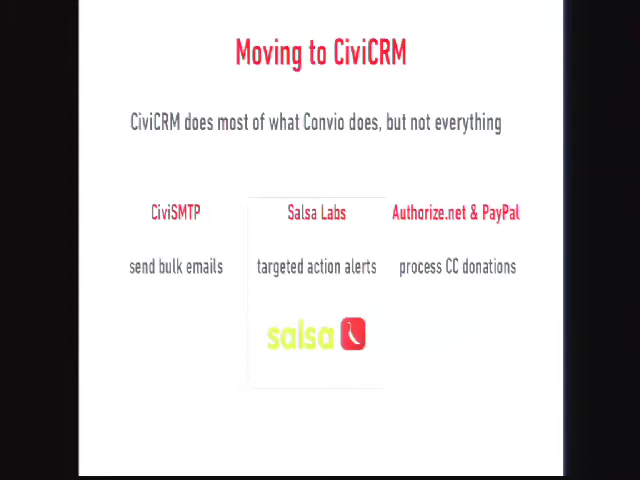 Moving to CiviCRM
CiviCRM does most of what Convio does, but not everything
CiviSMTP Salsa Labs Authorize.net & PayPal
send bulk emails targeted action alerts process CC donations
salsa